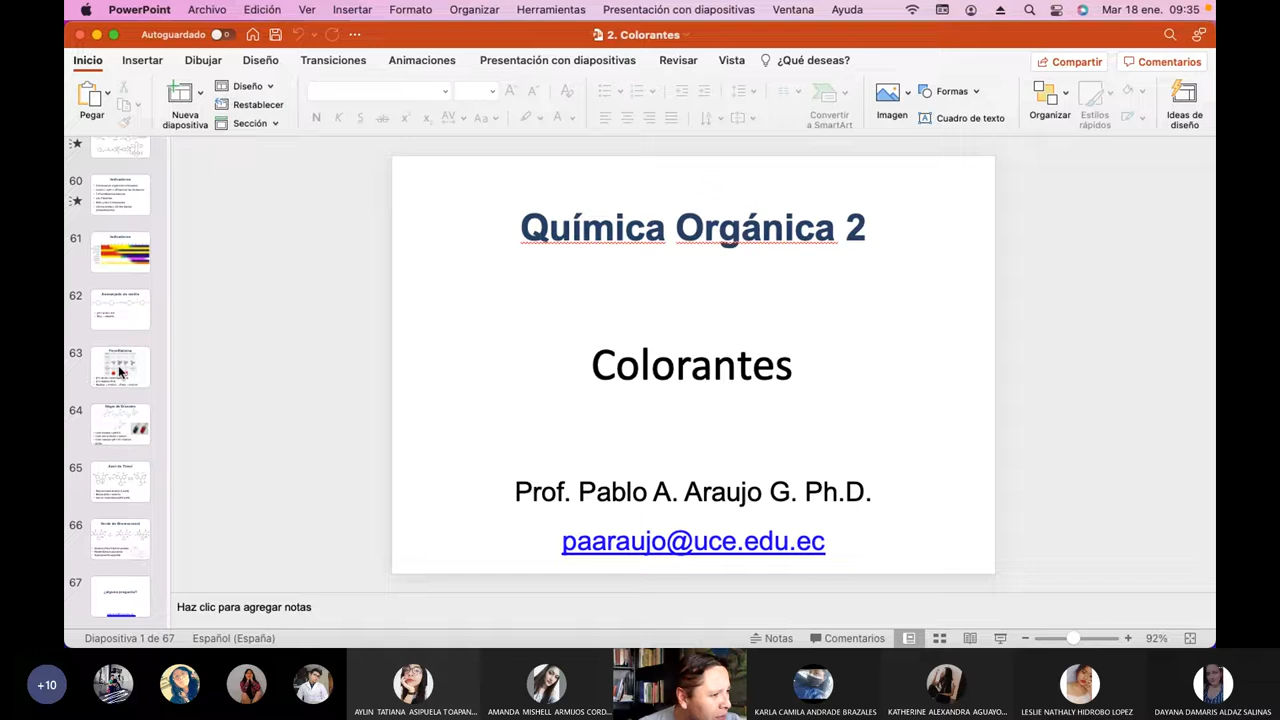 PowerPoint Archivo Edición Ver Insertar Formato Organizar Herramientas Presentación con diapositivas Ventana Ayuda Mar 18 ene. 09:35
Autoguardado 2. Colorantes
Inicio Insertar Dibujar Diseño Transiciones Animaciones Presentación con diapositivas Revisar Vista ¿Qué deseas? Compartir Comentarios
Pegar
Nueva diapositiva
Diseño
Restablecer
Sección
Convertir a SmartArt
Imagen
Formas
Cuadro de texto
Organizar
Estilos rápidos
Ideas de diseño
60
61
62
63
64
65
66
67
Química Orgánica 2
Colorantes
Prof. Pablo A. Araujo G. Ph.D.
paaraujo@uce.edu.ec
Haz clic para agregar notas
Diapositiva 1 de 67 Español (España) Notas Comentarios 92%
+10
AYLIN TATIANA ASIPUELA TOAPAN...
AMANDA MISHELL ARMIJOS CORD...
KARLA CAMILA ANDRADE BRAZALES
KATHERINE ALEXANDRA AGUAYO...
LESLIE NATHALY HIDROBO LOPEZ
DAYANA DAMARIS ALDAZ SALINAS